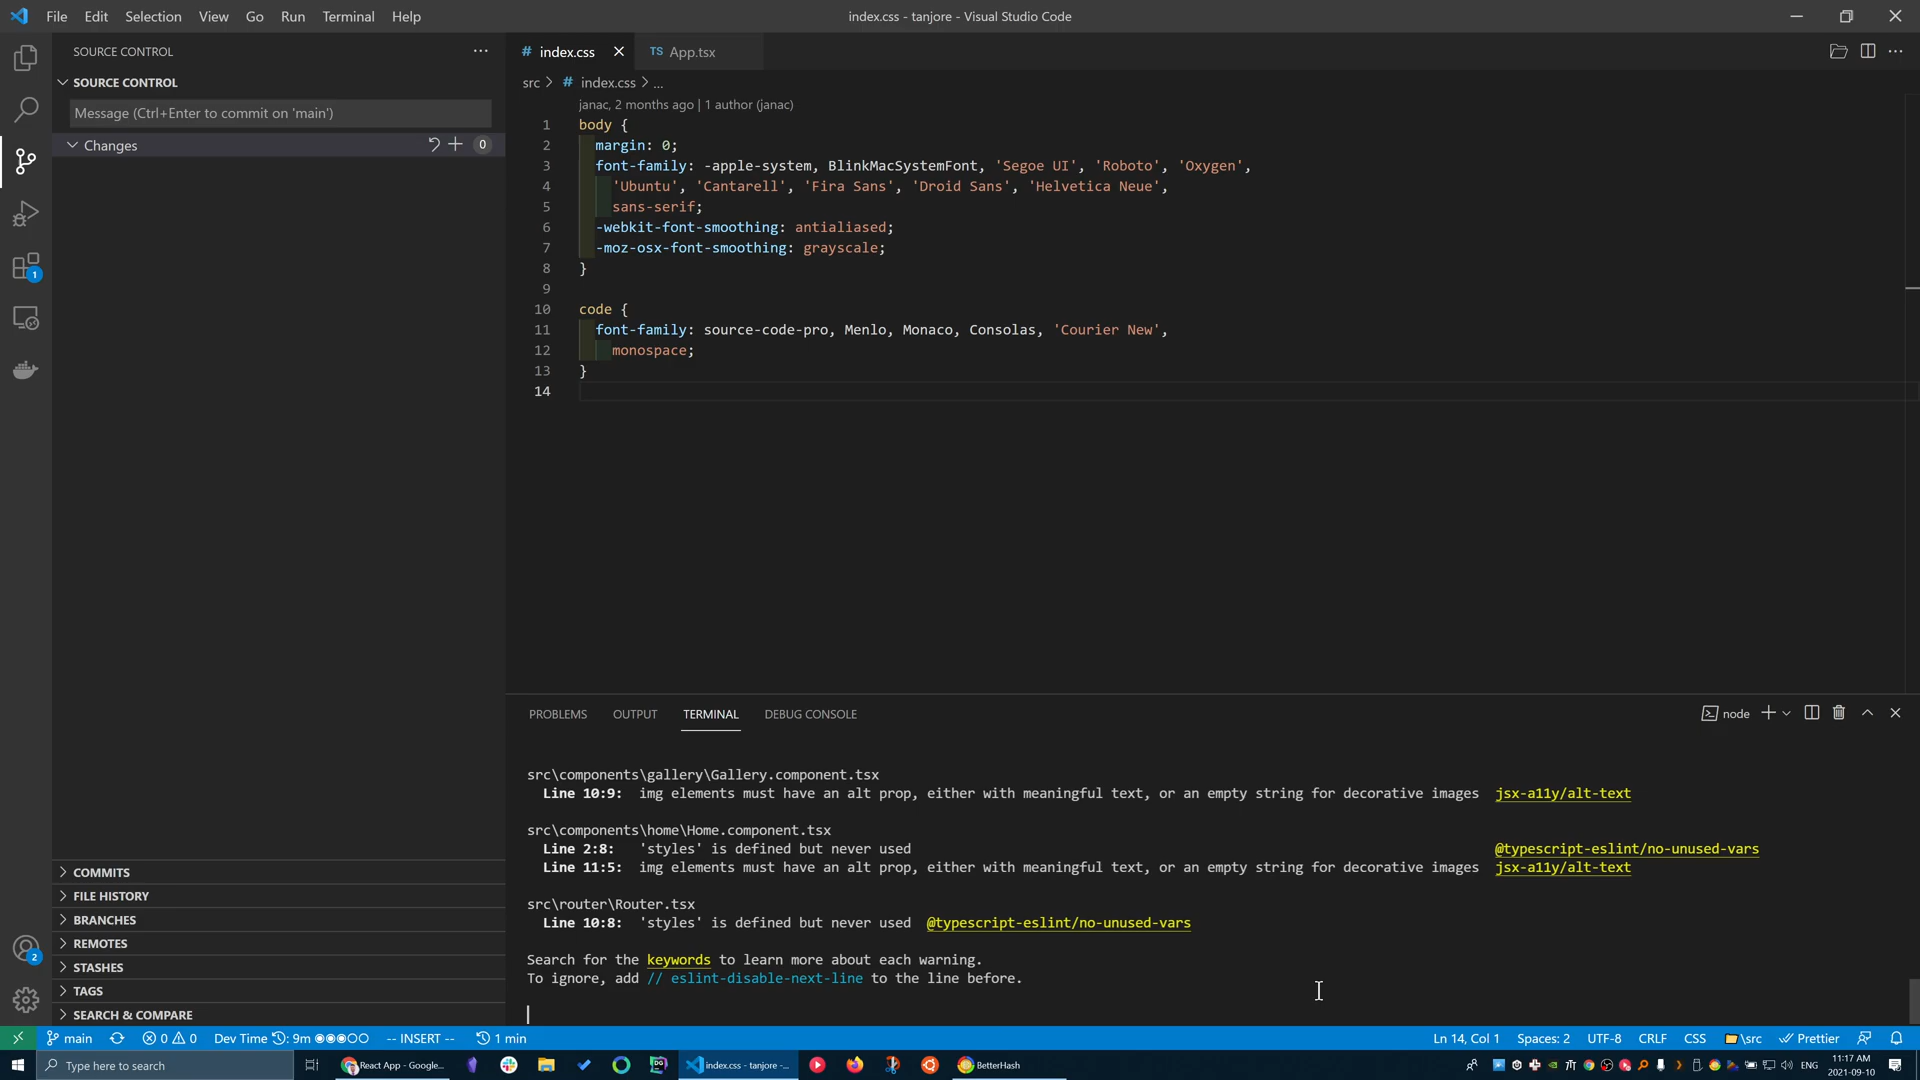 File Edit Selection View Go Run Terminal Help
index.css - tanjore - Visual Studio Code
SOURCE CONTROL
SOURCE CONTROL
Message (Ctrl+Enter to commit on 'main')
Changes
0
1
2
COMMITS
FILE HISTORY
BRANCHES
REMOTES
STASHES
TAGS
SEARCH & COMPARE
# index.css
TS App.tsx
src > # index.css > ...
janac, 2 months ago | 1 author (janac)
1 body {
2 margin: 0;
3 font-family: -apple-system, BlinkMacSystemFont, 'Segoe UI', 'Roboto', 'Oxygen',
4 'Ubuntu', 'Cantarell', 'Fira Sans', 'Droid Sans', 'Helvetica Neue',
5 sans-serif;
6 -webkit-font-smoothing: antialiased;
7 -moz-osx-font-smoothing: grayscale;
8 }
9
10 code {
11 font-family: source-code-pro, Menlo, Monaco, Consolas, 'Courier New',
12 monospace;
13 }
14
PROBLEMS OUTPUT TERMINAL DEBUG CONSOLE
node
src\components\gallery\Gallery.component.tsx
Line 10:9: img elements must have an alt prop, either with meaningful text, or an empty string for decorative images jsx-a11y/alt-text
src\components\home\Home.component.tsx
Line 2:8: 'styles' is defined but never used @typescript-eslint/no-unused-vars
Line 11:5: img elements must have an alt prop, either with meaningful text, or an empty string for decorative images jsx-a11y/alt-text
src\router\Router.tsx
Line 10:8: 'styles' is defined but never used @typescript-eslint/no-unused-vars
Search for the keywords to learn more about each warning.
To ignore, add // eslint-disable-next-line to the line before.
main 0 0 Dev Time : 9m -- INSERT -- 1 min
Ln 14, Col 1 Spaces: 2 UTF-8 CRLF CSS \src Prettier
Type here to search
React App - Google...
DG
index.css - tanjore -...
BetterHash
ENG
11:17 AM
2021-09-10